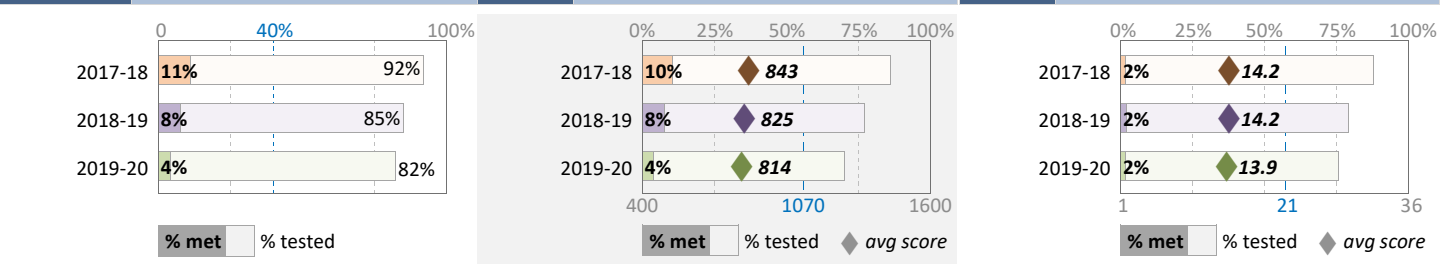 0 40% 100%
2017-18 11% 92%
2018-19 8% 85%
2019-20 4% 82%
% met % tested
0% 25% 50% 75% 100%
2017-18 10% 843
2018-19 8% 825
2019-20 4% 814
400 1070 1600
% met % tested avg score
0% 25% 50% 75% 100%
2017-18 2% 14.2
2018-19 2% 14.2
2019-20 2% 13.9
1 21 36
% met % tested avg score